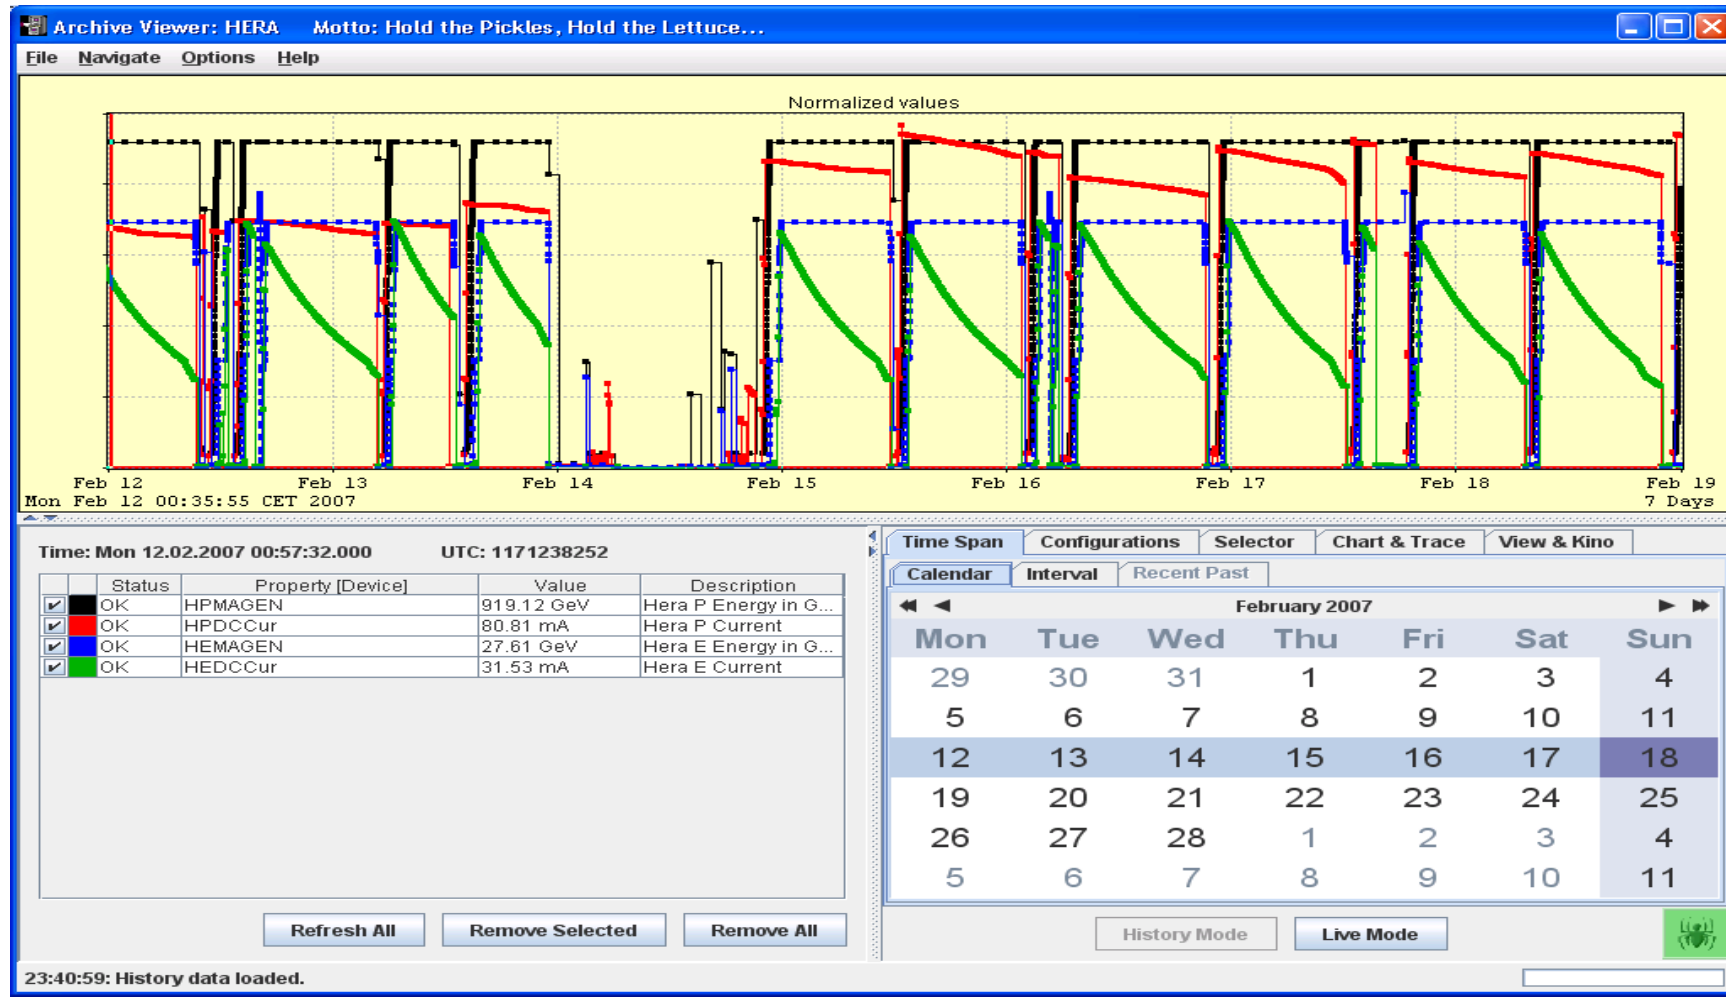 Archive Viewer: HERA Motto: Hold the Pickles, Hold the Lettuce...
File Navigate Options Help
Normalized values
Feb 12 Feb 13 Feb 14 Feb 15 Feb 16 Feb 17 Feb 18 Feb 19
Mon Feb 12 00:35:55 CET 2007 7 Days
Time: Mon 12.02.2007 00:57:32.000 UTC: 1171238252
Status Property [Device] Value Description
OK HPMAGEN 919.12 GeV Hera P Energy in G...
OK HPDCCur 80.81 mA Hera P Current
OK HEMAGEN 27.61 GeV Hera E Energy in G...
OK HEDCCur 31.53 mA Hera E Current
Refresh All Remove Selected Remove All
Time Span Configurations Selector Chart & Trace View & Kino
Calendar Interval Recent Past
February 2007
Mon Tue Wed Thu Fri Sat Sun
29 30 31 1 2 3 4
5 6 7 8 9 10 11
12 13 14 15 16 17 18
19 20 21 22 23 24 25
26 27 28 1 2 3 4
5 6 7 8 9 10 11
History Mode Live Mode
23:40:59: History data loaded.